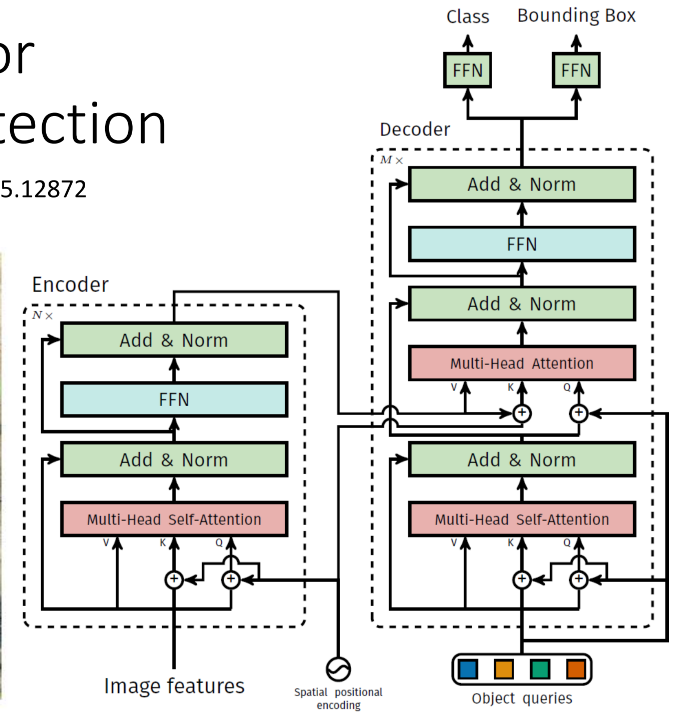 or
tection
5.12872
Class
Bounding Box
FFN
FFN
Decoder
M×
Add & Norm
FFN
Add & Norm
Multi-Head Attention
V K Q
+ +
Add & Norm
Multi-Head Self-Attention
V K Q
+ +
Object queries
Encoder
N×
Add & Norm
FFN
Add & Norm
Multi-Head Self-Attention
V K Q
+ +
Image features
Spatial positional
encoding